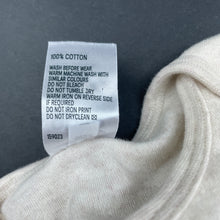 100% COTTON
WASH BEFORE WEAR
WARM MACHINE WASH WITH
SIMILAR COLOURS
DO NOT BLEACH
DO NOT TUMBLE DRY
WARM IRON ON REVERSE SIDE
IF REQUIRED
DO NOT IRON PRINT
DO NOT DRYCLEAN
159023